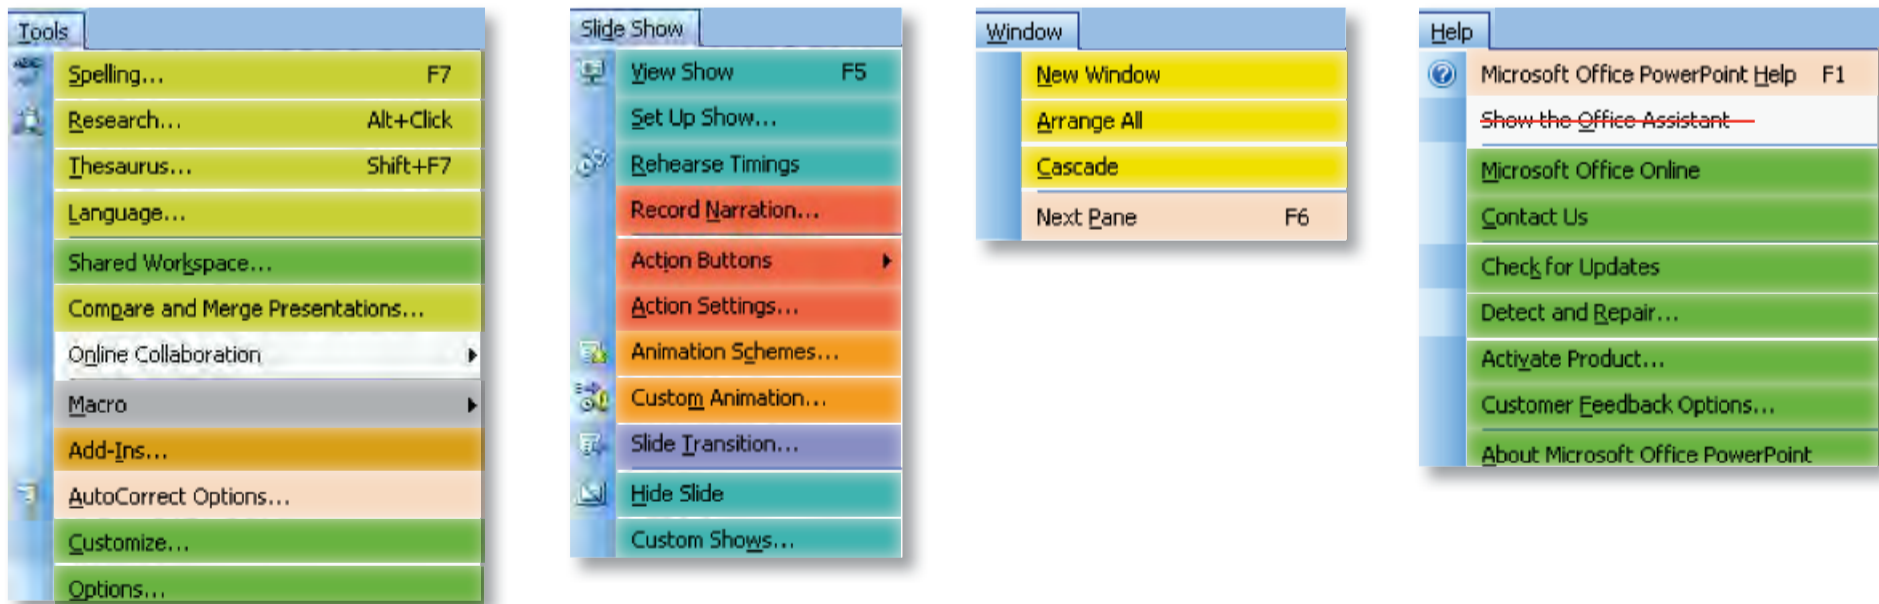 Tools
Spelling... F7
Research... Alt+Click
Thesaurus... Shift+F7
Language...
Shared Workspace...
Compare and Merge Presentations...
Online Collaboration
Macro
Add-Ins...
AutoCorrect Options...
Customize...
Options...
Slide Show
View Show F5
Set Up Show...
Rehearse Timings
Record Narration...
Action Buttons
Action Settings...
Animation Schemes...
Custom Animation...
Slide Transition...
Hide Slide
Custom Shows...
Window
New Window
Arrange All
Cascade
Next Pane F6
Help
Microsoft Office PowerPoint Help F1
Show the Office Assistant
Microsoft Office Online
Contact Us
Check for Updates
Detect and Repair...
Activate Product...
Customer Feedback Options...
About Microsoft Office PowerPoint